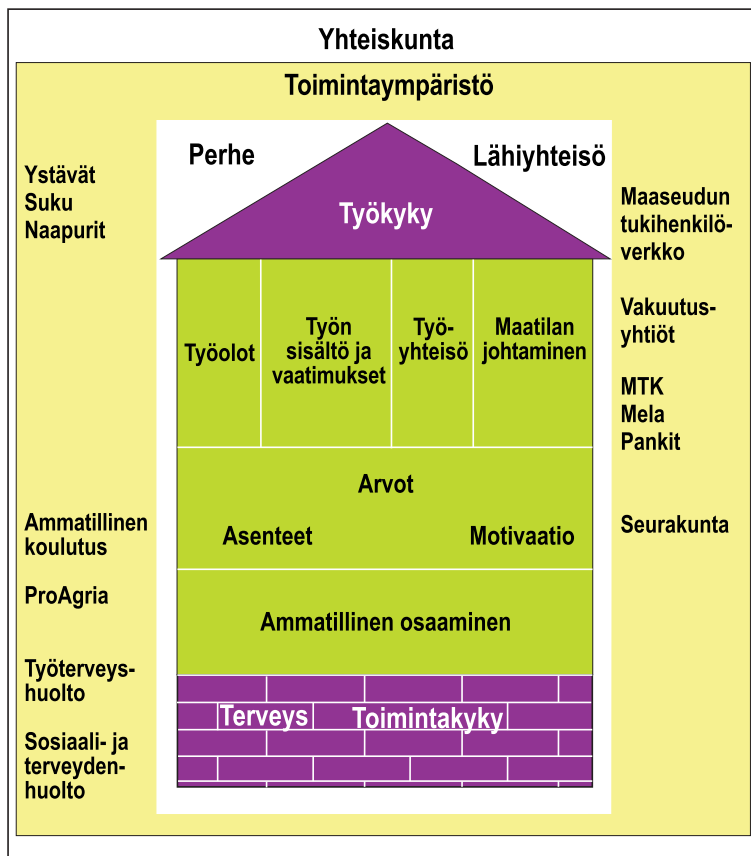 Yhteiskunta
Toimintaympäristö
Perhe
Lähiyhteisö
Ystävät
Suku
Naapurit
Työkyky
Maaseudun
tukihenkilö-
verkko
Vakuutus-
yhtiöt
MTK
Mela
Pankit
Työolot
Työn
sisältö ja
vaatimukset
Työ-
yhteisö
Maatilan
johtaminen
Arvot
Asenteet
Motivaatio
Ammatillinen
koulutus
Seurakunta
ProAgria
Ammatillinen osaaminen
Työterveys-
huolto
Terveys
Toimintakyky
Sosiaali- ja
terveyden-
huolto